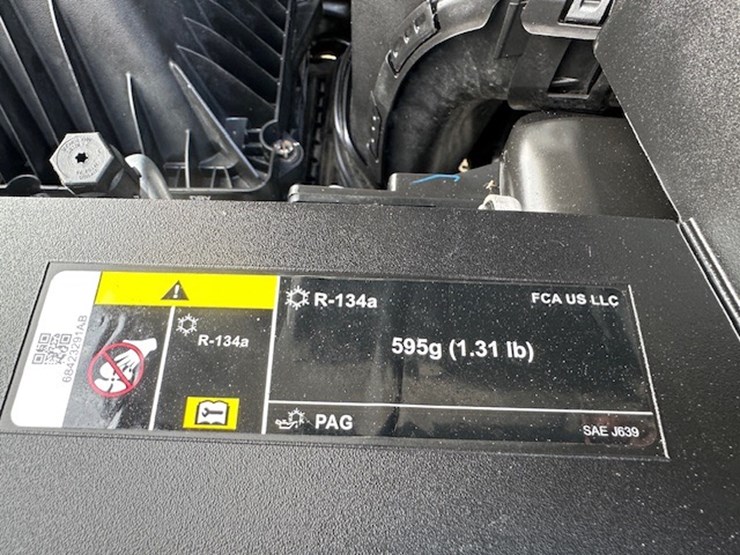 68423291AB
R-134a
R-134a
FCA US LLC
595g (1.31 lb)
PAG
SAE J639